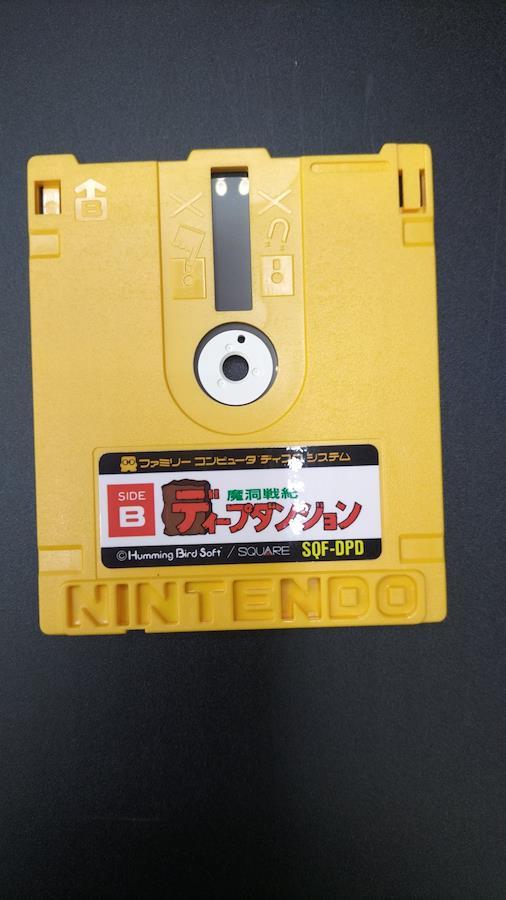 B
ファミリー コンピュータ ディスク システム
SIDE
B
魔洞戦紀
ディープダンジョン
©Humming Bird Soft / SQUARE SQF-DPD
NINTENDO